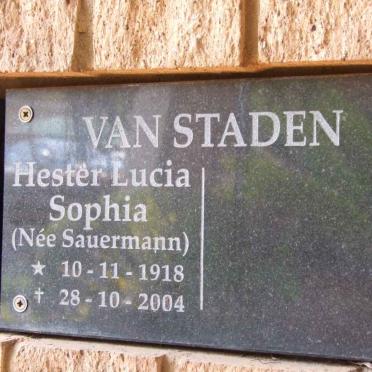 VAN STADEN
Hester Lucia
Sophia
(Née Sauermann)
★ 10 - 11 - 1918
† 28 - 10 - 2004